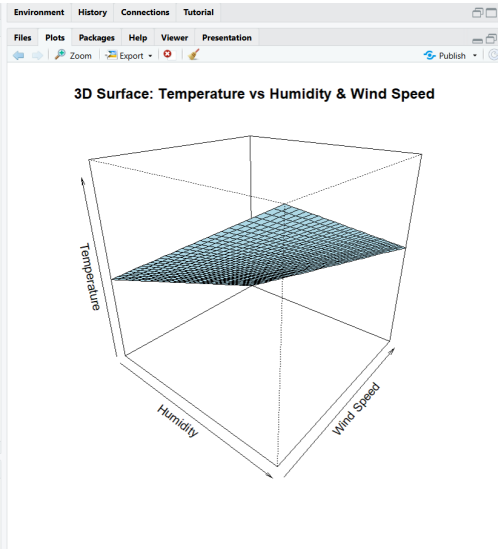 Environment History Connections Tutorial
Files Plots Packages Help Viewer Presentation
Zoom Export Publish
3D Surface: Temperature vs Humidity & Wind Speed
Temperature
Humidity
Wind Speed